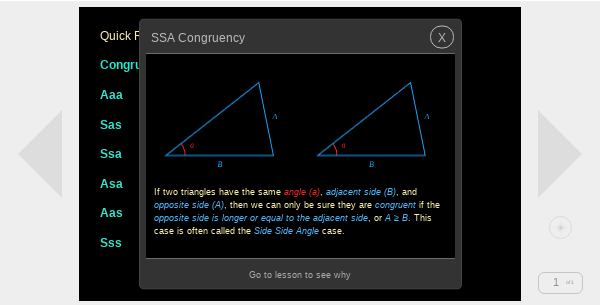 Quick F
SSA Congruency
X
Congru
Aaa
Sas
Ssa
Asa
Aas
Sss
A
a
B
A
a
B
If two triangles have the same angle (a), adjacent side (B), and
opposite side (A), then we can only be sure they are congruent if the
opposite side is longer or equal to the adjacent side, or A ≥ B. This
case is often called the Side Side Angle case.
Go to lesson to see why
1 of 1